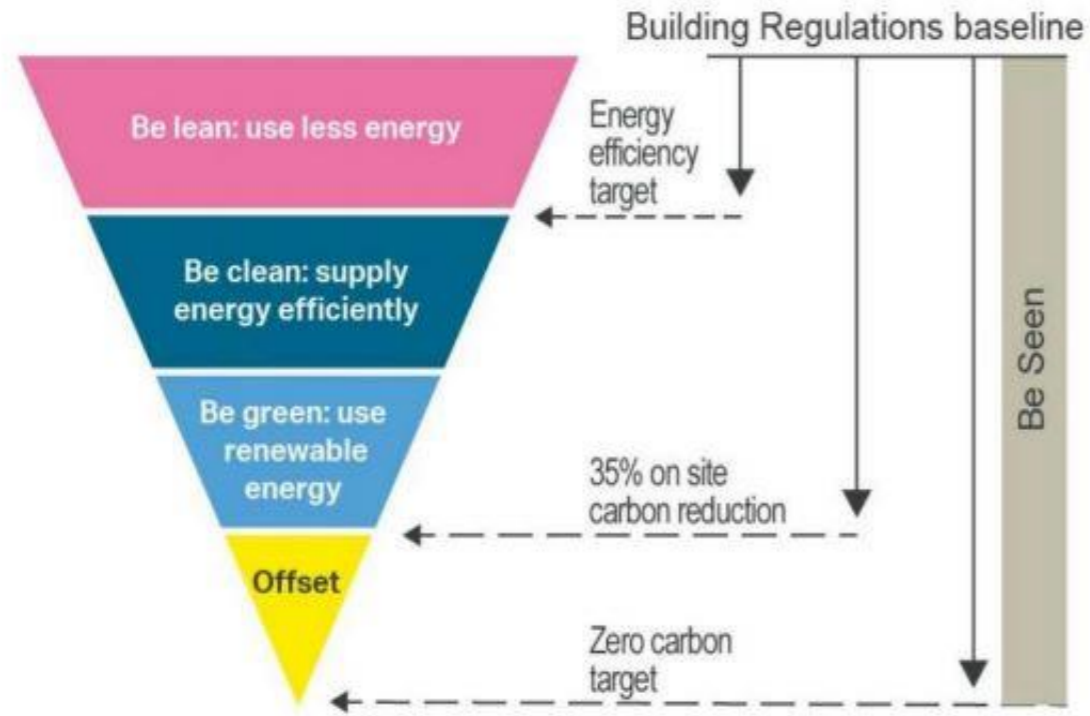 Building Regulations baseline
Be lean: use less energy
Energy
efficiency
target
Be clean: supply
energy efficiently
Be Seen
Be green: use
renewable
energy
35% on site
carbon reduction
Offset
Zero carbon
target